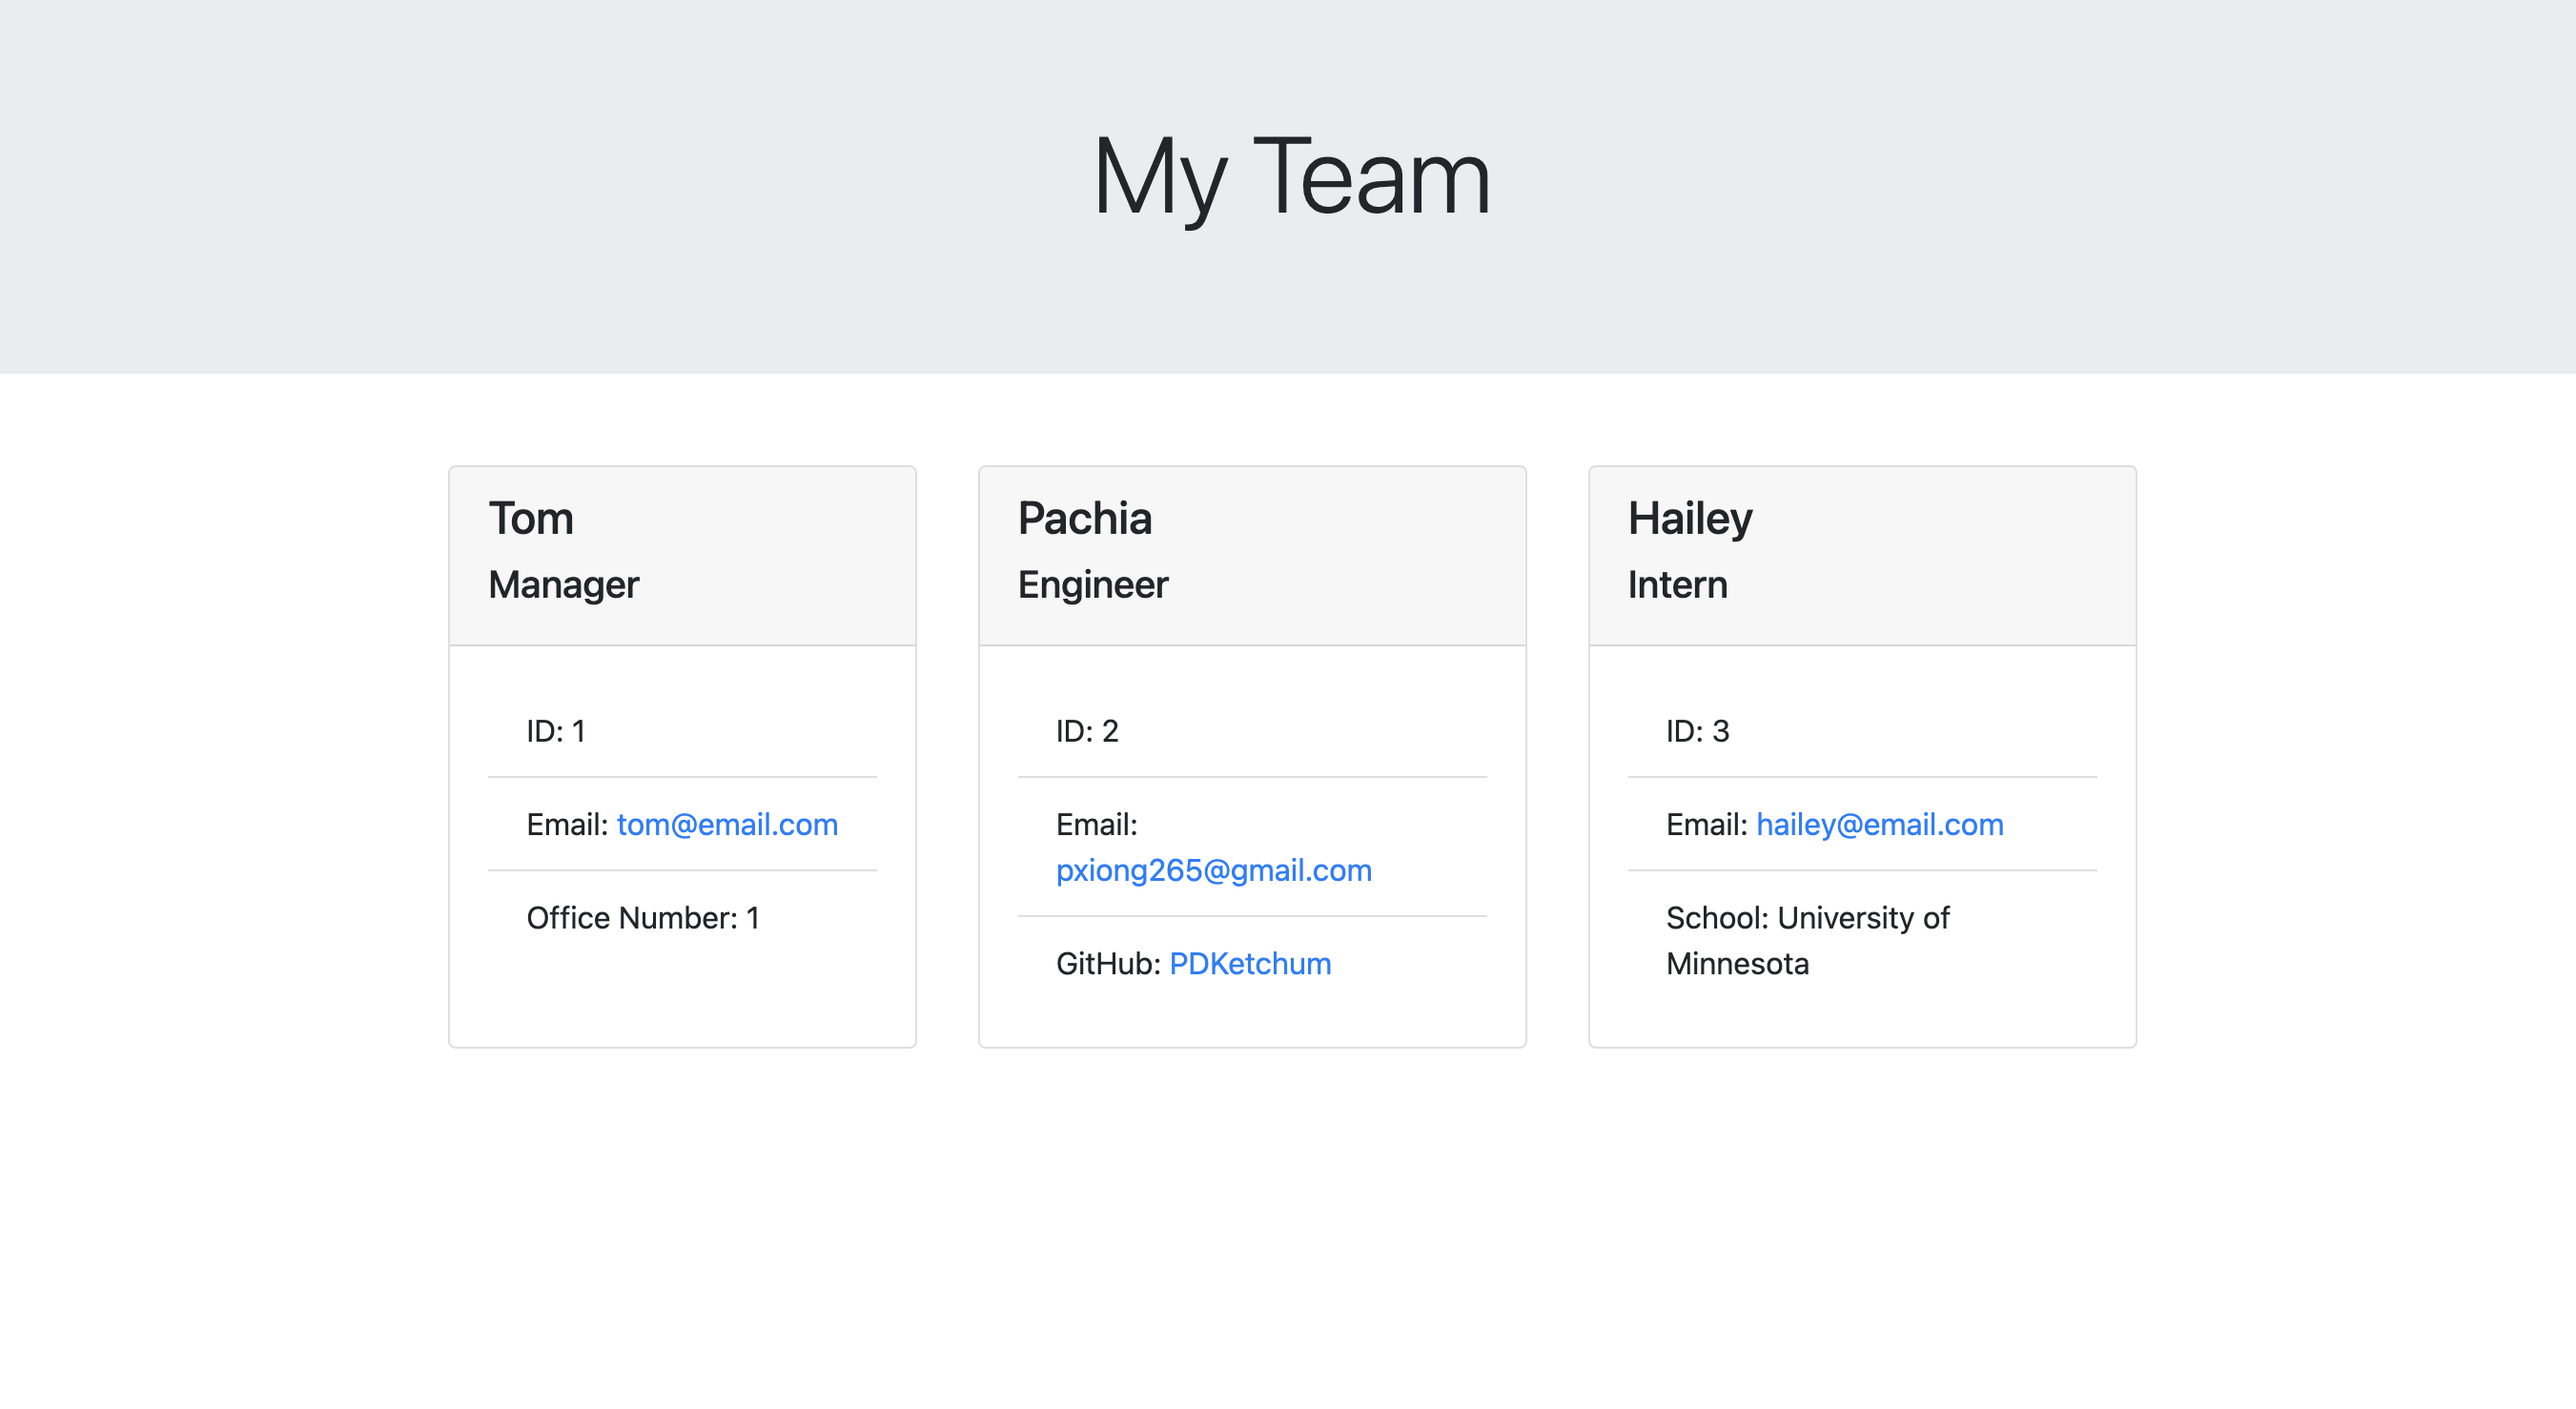 My Team
Tom
Manager
ID: 1
Email: tom@email.com
Office Number: 1
Pachia
Engineer
ID: 2
Email:
pxiong265@gmail.com
GitHub: PDKetchum
Hailey
Intern
ID: 3
Email: hailey@email.com
School: University of
Minnesota